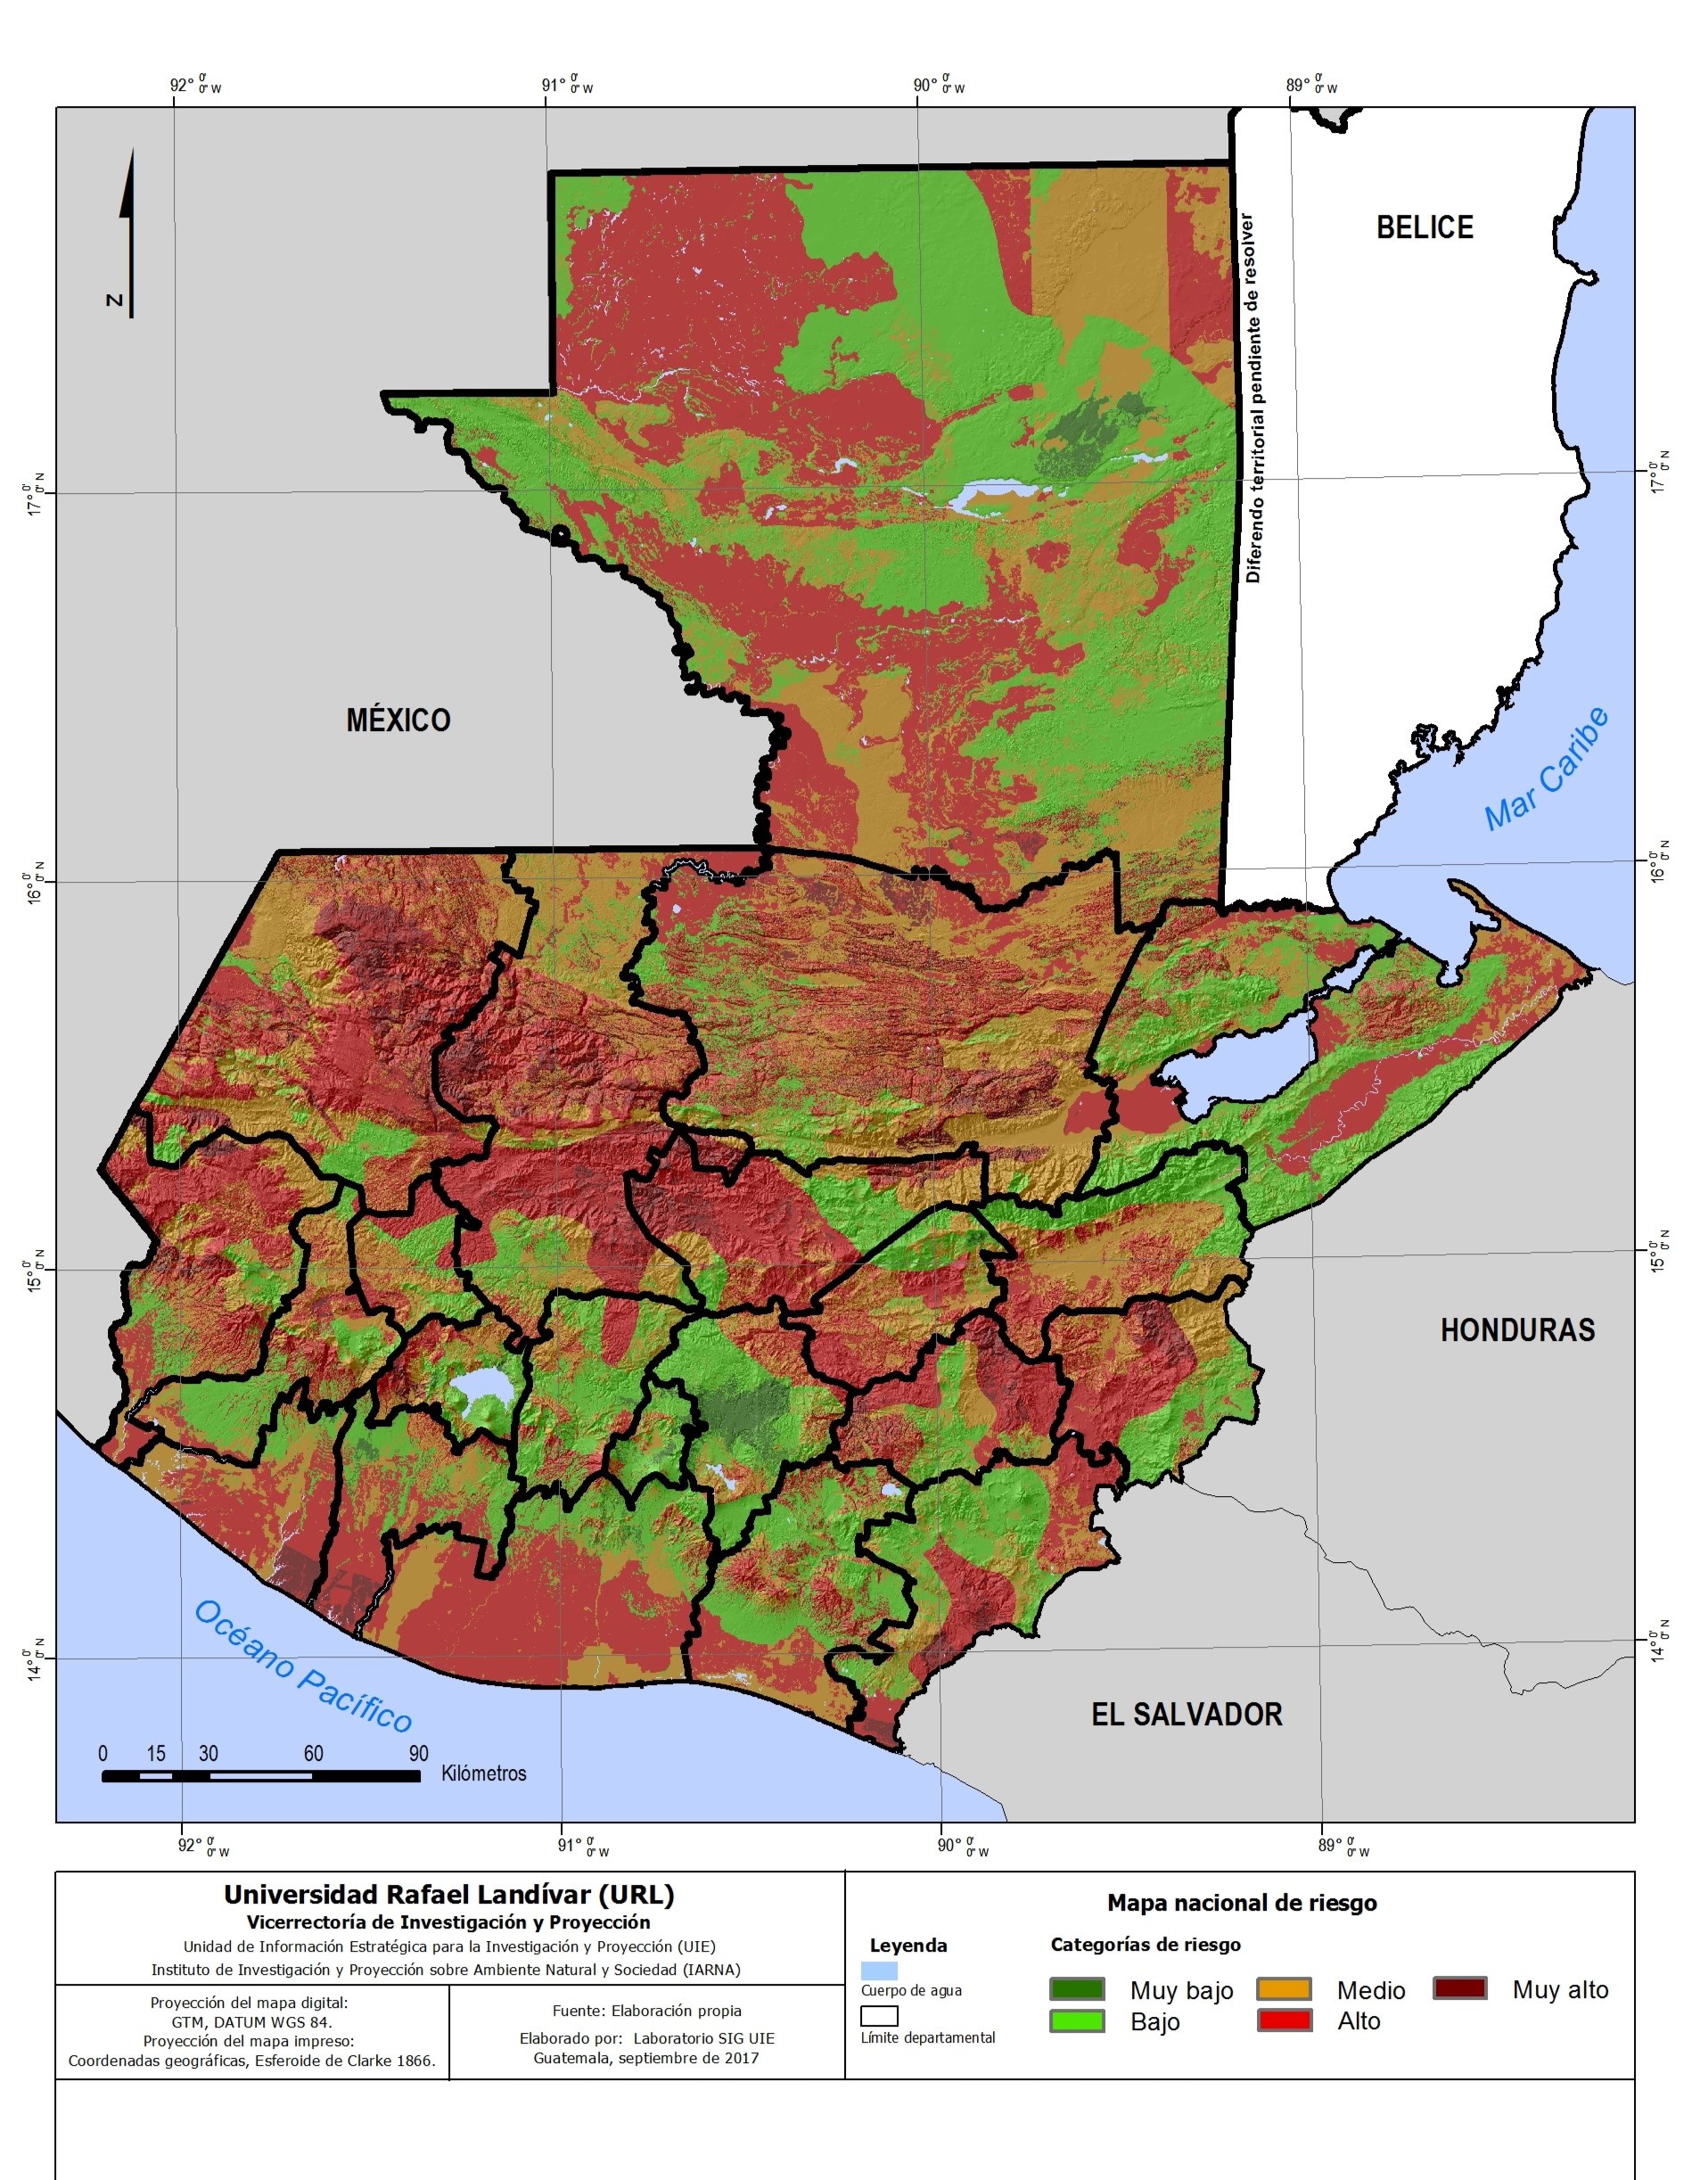 92° 0' 0" W
91° 0' 0" W
90° 0' 0" W
89° 0' 0" W
N
BELICE
Diferendo territorial pendiente de resolver
17° 0' 0" N
17° 0' 0" N
MÉXICO
Mar Caribe
16° 0' 0" N
16° 0' 0" N
15° 0' 0" N
15° 0' 0" N
HONDURAS
14° 0' 0" N
14° 0' 0" N
Océano Pacífico
EL SALVADOR
0 15 30 60 90
Kilómetros
92° 0' 0" W
91° 0' 0" W
90° 0' 0" W
89° 0' 0" W
Universidad Rafael Landívar (URL)
Vicerrectoría de Investigación y Proyección
Unidad de Información Estratégica para la Investigación y Proyección (UIE)
Instituto de Investigación y Proyección sobre Ambiente Natural y Sociedad (IARNA)
Proyección del mapa digital:
GTM, DATUM WGS 84.
Proyección del mapa impreso:
Coordenadas geográficas, Esferoide de Clarke 1866.
Fuente: Elaboración propia
Elaborado por: Laboratorio SIG UIE
Guatemala, septiembre de 2017
Mapa nacional de riesgo
Leyenda
Cuerpo de agua
Límite departamental
Categorías de riesgo
Muy bajo
Medio
Muy alto
Bajo
Alto